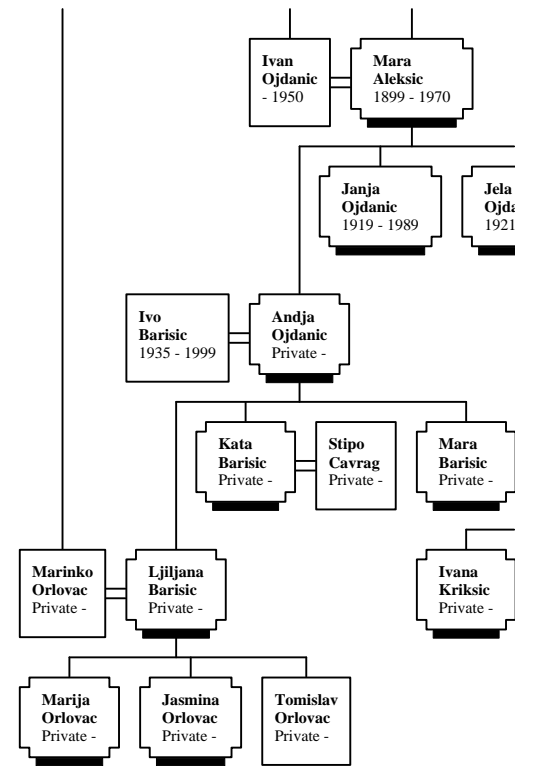 Ivan
Ojdanic
- 1950
Mara
Aleksic
1899 - 1970
Janja
Ojdanic
1919 - 1989
Jela
1921
Ivo
Barisic
1935 - 1999
Andja
Ojdanic
Private -
Kata
Barisic
Private -
Stipo
Cavrag
Private -
Mara
Barisic
Private -
Marinko
Orlovac
Private -
Ljiljana
Barisic
Private -
Ivana
Kriksic
Private -
Marija
Orlovac
Private -
Jasmina
Orlovac
Private -
Tomislav
Orlovac
Private -